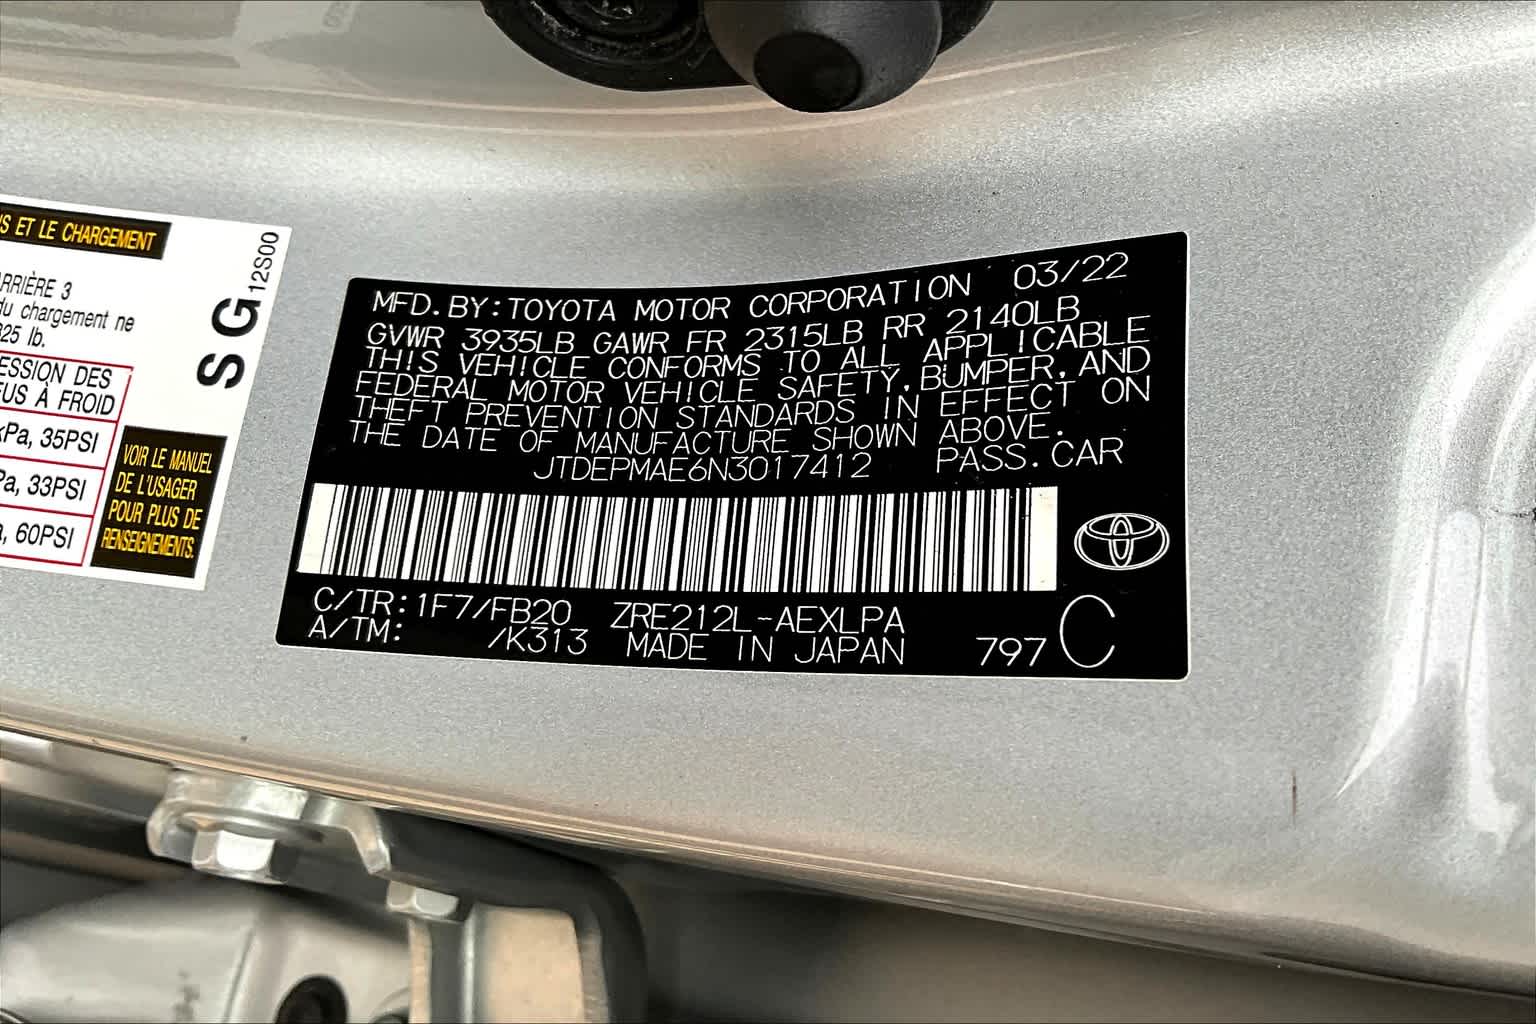 S ET LE CHARGEMENT
ARRIÈRE 3
du chargement ne
825 lb.
ESSION DES
EUS À FROID
kPa, 35PSI
Pa, 33PSI
60PSI
SG
12S00
VOIR LE MANUEL
DE L'USAGER
POUR PLUS DE
RENSEIGNEMENTS.
MFD. BY: TOYOTA MOTOR CORPORATION 03/22
GVWR 3935LB GAWR FR 2315LB RR 2140LB
THIS VEHICLE CONFORMS TO ALL APPLICABLE
FEDERAL MOTOR VEHICLE SAFETY, BUMPER, AND
THEFT PREVENTION STANDARDS IN EFFECT ON
THE DATE OF MANUFACTURE SHOWN ABOVE.
JTDEPMAE6N3017412 PASS. CAR
C/TR: 1F7/FB20 ZRE212L-AEXLPA
A/TM: /K313 MADE IN JAPAN 797 C